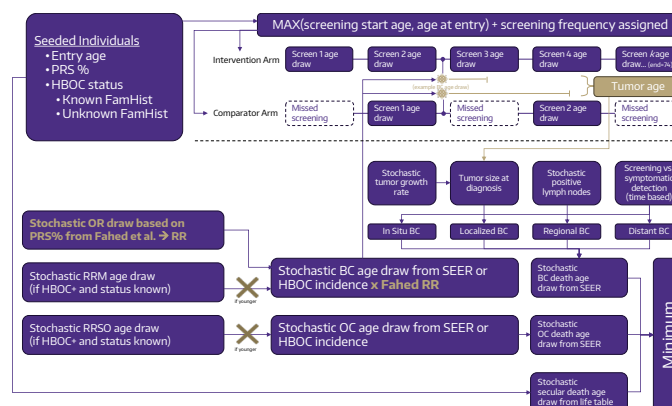 Seeded Individuals
• Entry age
• PRS %
• HBOC status
• Known FamHist
• Unknown FamHist
MAX(screening start age, age at entry) + screening frequency assigned
Intervention Arm
Screen 1 age
draw
Screen 2 age
draw
Screen 3 age
draw
Screen 4 age
draw
Screen kage
draw... (end=74)
(example BC age draw)
Tumor age
Comparator Arm
Missed
screening
Screen 1 age
draw
Missed
screening
Screen 2 age
draw
Missed
screening
Stochastic
tumor growth
rate
Tumor size at
diagnosis
Stochastic
positive
lymph nodes
Screening vs
symptomatic
detection
(time based)
In Situ BC
Localized BC
Regional BC
Distant BC
Stochastic OR draw based on
PRS% from Fahed et al. → RR
Stochastic RRM age draw
(if HBOC+ and status known)
If younger
Stochastic BC age draw from SEER or
HBOC incidence x Fahed RR
Stochastic
BC death age
draw from SEER
Stochastic RRSO age draw
(if HBOC+ and status known)
If younger
Stochastic OC age draw from SEER or
HBOC incidence
Stochastic
OC death age
draw from SEER
Stochastic
secular death age
draw from life table
Minimum